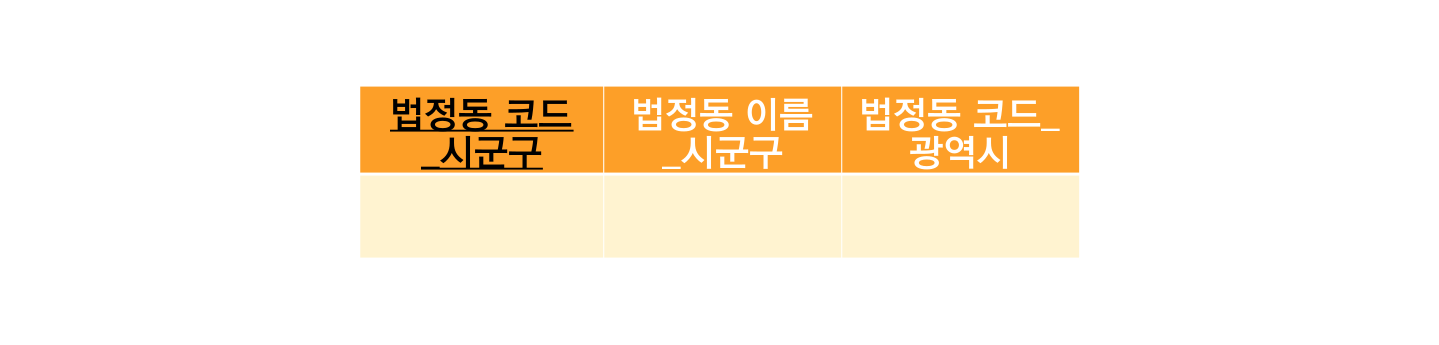 법정동 코드
_시군구
법정동 이름
_시군구
법정동 코드_
광역시